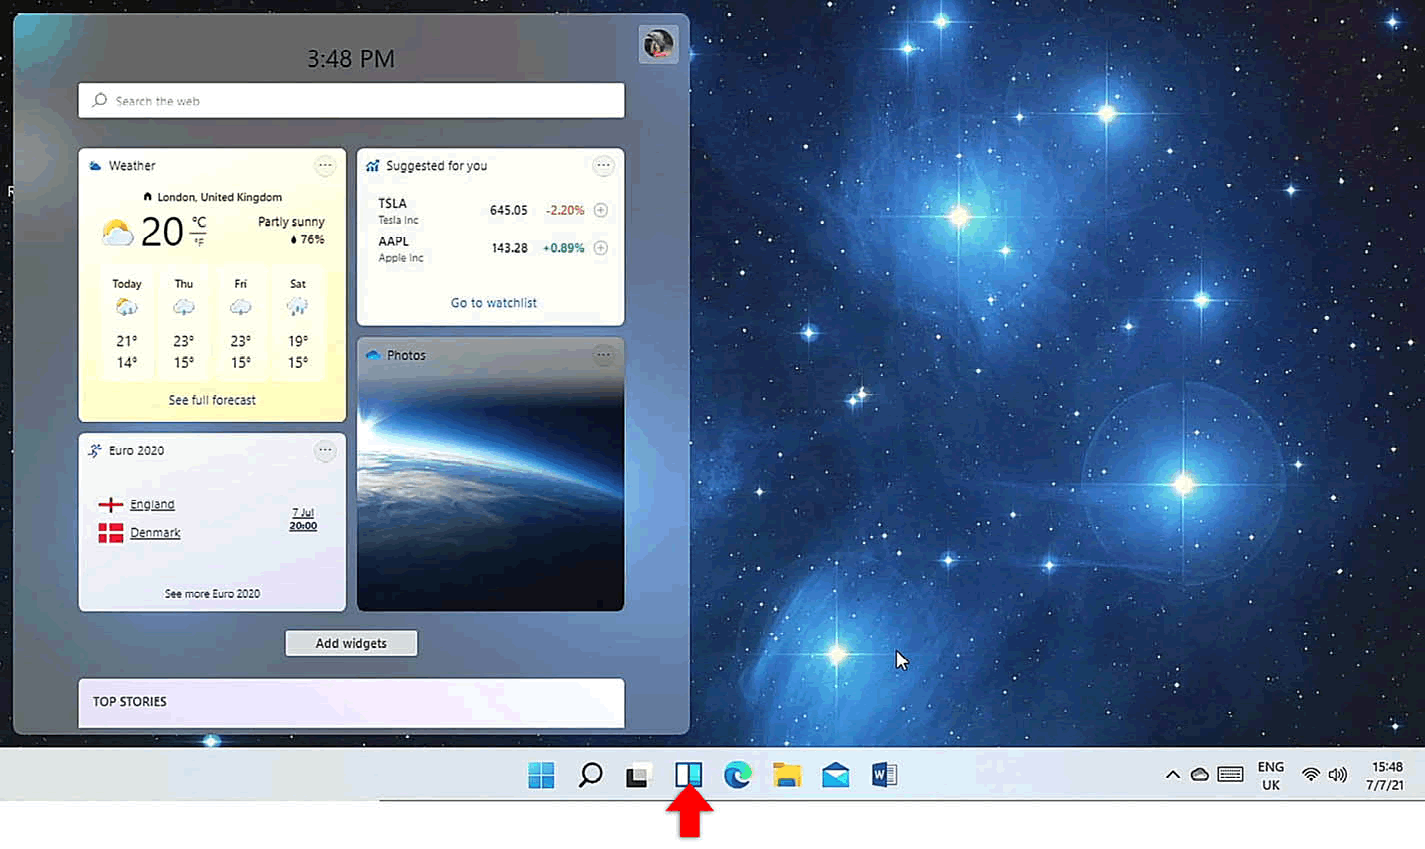 3:48 PM
Search the web
Weather
London, United Kingdom
20 °C
°F
Partly sunny
76%
Today Thu Fri Sat
21° 23° 23° 19°
14° 15° 15° 15°
See full forecast
Suggested for you
TSLA
Tesla Inc
645.05 -2.20%
AAPL
Apple Inc
143.28 +0.89%
Go to watchlist
Photos
Euro 2020
England
Denmark
7 Jul
20:00
See more Euro 2020
Add widgets
TOP STORIES
R
W
ENG
UK
15:48
7/7/21